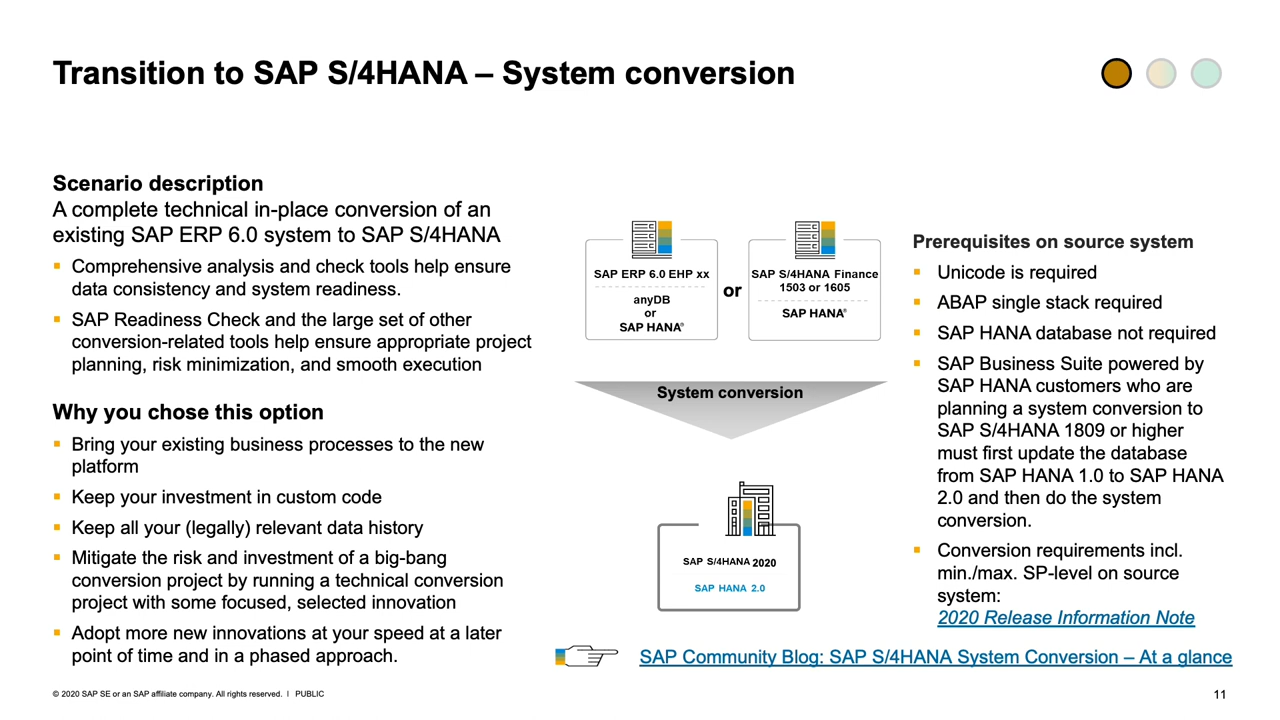 Transition to SAP S/4HANA – System conversion
Scenario description
A complete technical in-place conversion of an
existing SAP ERP 6.0 system to SAP S/4HANA
▪ Comprehensive analysis and check tools help ensure
data consistency and system readiness.
▪ SAP Readiness Check and the large set of other
conversion-related tools help ensure appropriate project
planning, risk minimization, and smooth execution
Why you chose this option
▪ Bring your existing business processes to the new
platform
▪ Keep your investment in custom code
▪ Keep all your (legally) relevant data history
▪ Mitigate the risk and investment of a big-bang
conversion project by running a technical conversion
project with some focused, selected innovation
▪ Adopt more new innovations at your speed at a later
point of time and in a phased approach.
SAP ERP 6.0 EHP xx
anyDB
or
SAP HANA®
or
SAP S/4HANA Finance
1503 or 1605
SAP HANA®
System conversion
SAP S/4HANA 2020
SAP HANA 2.0
Prerequisites on source system
▪ Unicode is required
▪ ABAP single stack required
▪ SAP HANA database not required
▪ SAP Business Suite powered by
SAP HANA customers who are
planning a system conversion to
SAP S/4HANA 1809 or higher
must first update the database
from SAP HANA 1.0 to SAP HANA
2.0 and then do the system
conversion.
▪ Conversion requirements incl.
min./max. SP-level on source
system:
2020 Release Information Note
SAP Community Blog: SAP S/4HANA System Conversion – At a glance
© 2020 SAP SE or an SAP affiliate company. All rights reserved. | PUBLIC
11